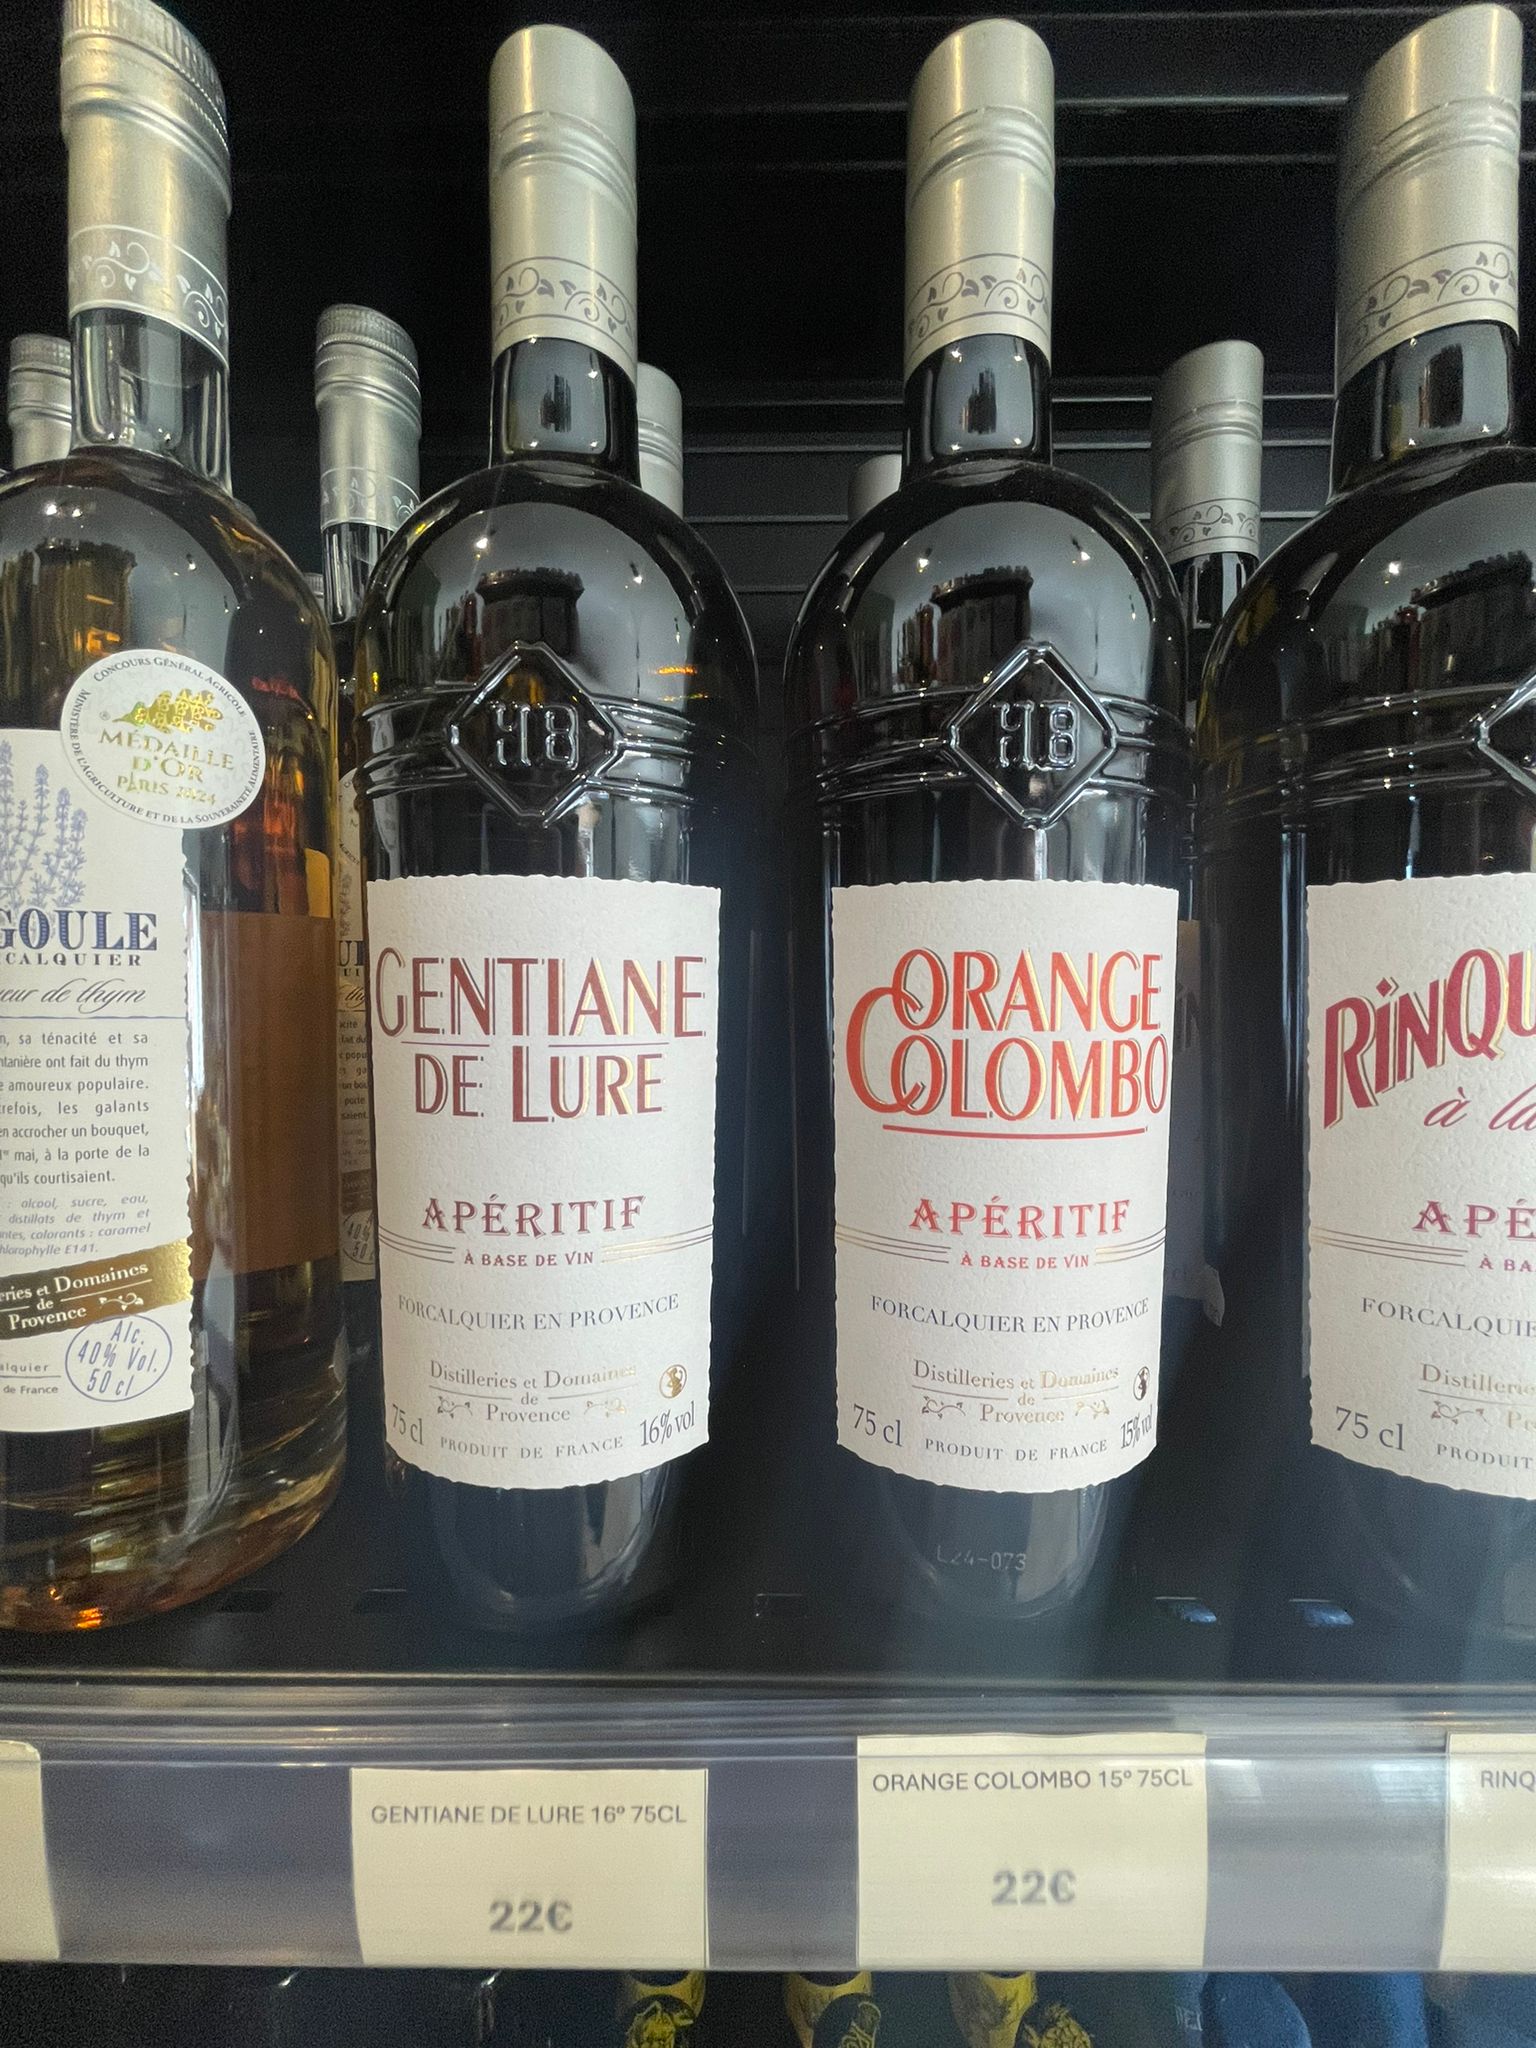 CONCOURS GÉNÉRAL AGRICOLE
MINISTÈRE DE L'AGRICULTURE ET DE LA SOUVERAINETÉ ALIMENTAIRE
MÉDAILLE
D'OR
PARIS 2024
GOULE
CALQUIER
eur de thym
n, sa ténacité et sa
ntanière ont fait du thym
e amoureux populaire.
refois, les galants
en accrocher un bouquet,
1er mai, à la porte de la
qu'ils courtisaient.
: alcool, sucre, eau,
distillats de thym et
ntes, colorants : caramel
hlorophylle E141.
eries et Domaines
de
Provence
Alc.
40% Vol.
50 cl
alquier
de France
HB
GENTIANE
DE LURE
APÉRITIF
À BASE DE VIN
FORCALQUIER EN PROVENCE
Distilleries et Domaines
de
Provence
75 cl PRODUIT DE FRANCE 16% vol
HB
ORANGE
COLOMBO
APÉRITIF
À BASE DE VIN
FORCALQUIER EN PROVENCE
Distilleries et Domaines
de
Provence
75 cl PRODUIT DE FRANCE 15% vol
L24-073
RINQU
à la
APÉ
À BA
FORCALQUIE
Distillerie
75 cl PRODUIT
GENTIANE DE LURE 16° 75CL
22€
ORANGE COLOMBO 15° 75CL
22€
RINQ